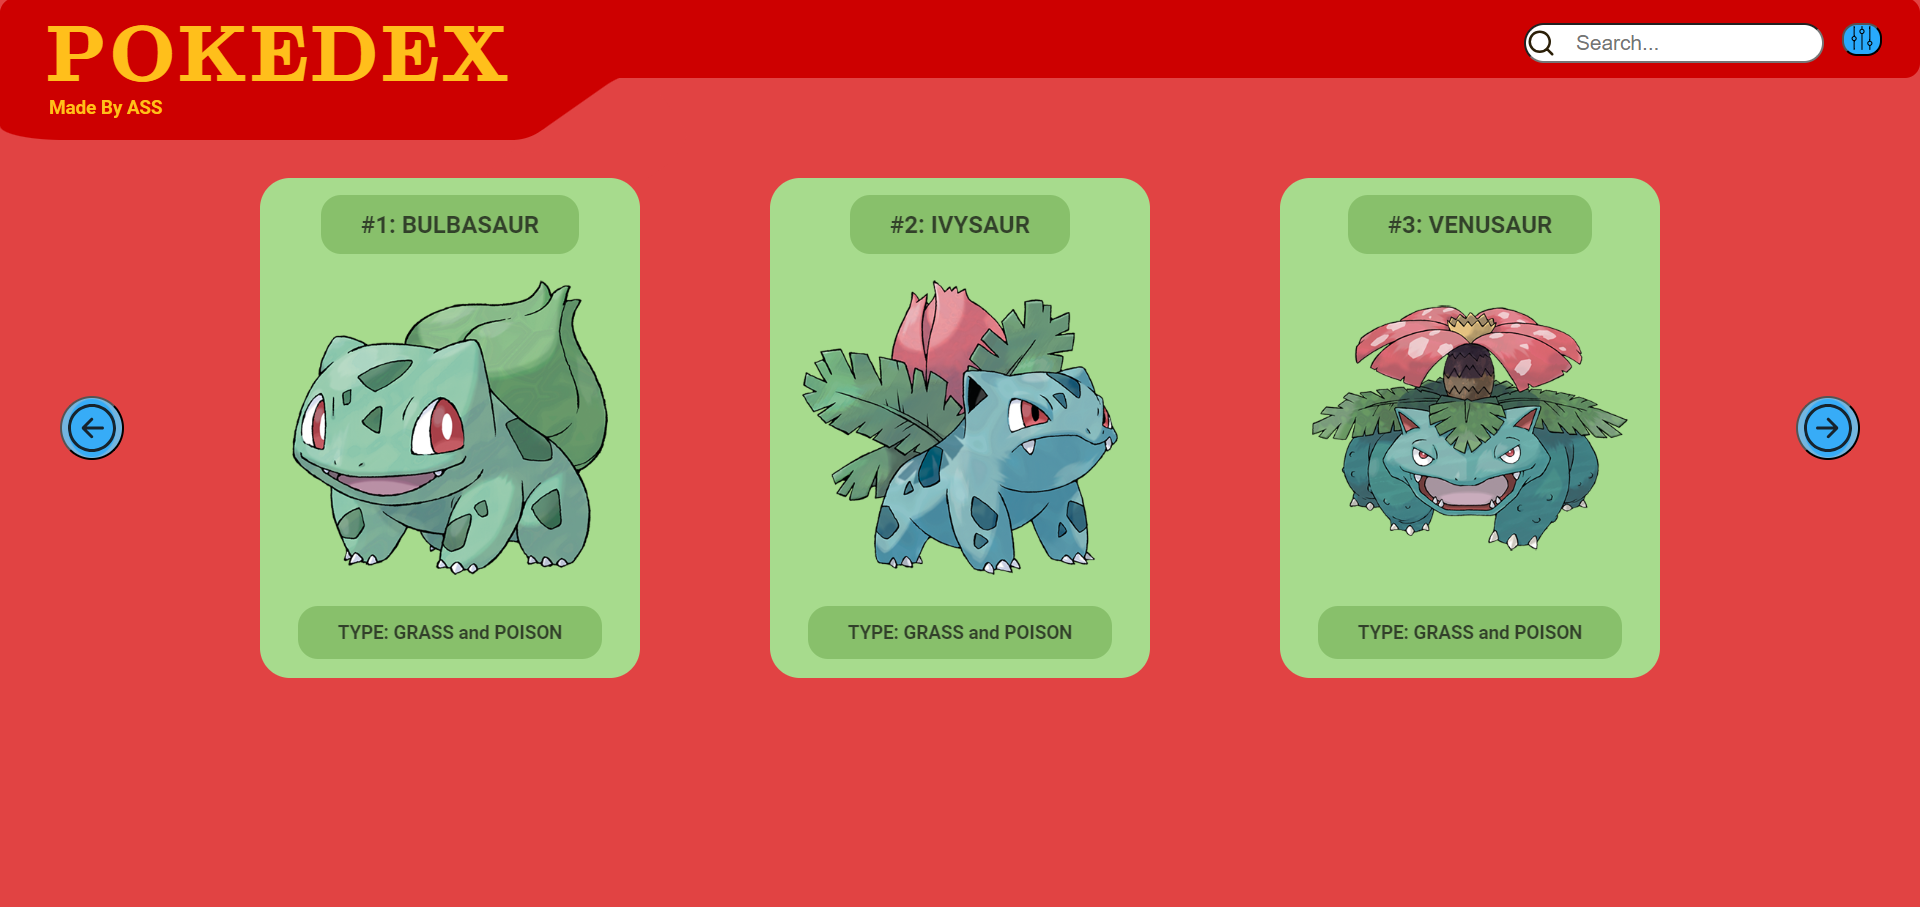 POKEDEX
Made By ASS
Search...
#1: BULBASAUR
#2: IVYSAUR
#3: VENUSAUR
TYPE: GRASS and POISON
TYPE: GRASS and POISON
TYPE: GRASS and POISON